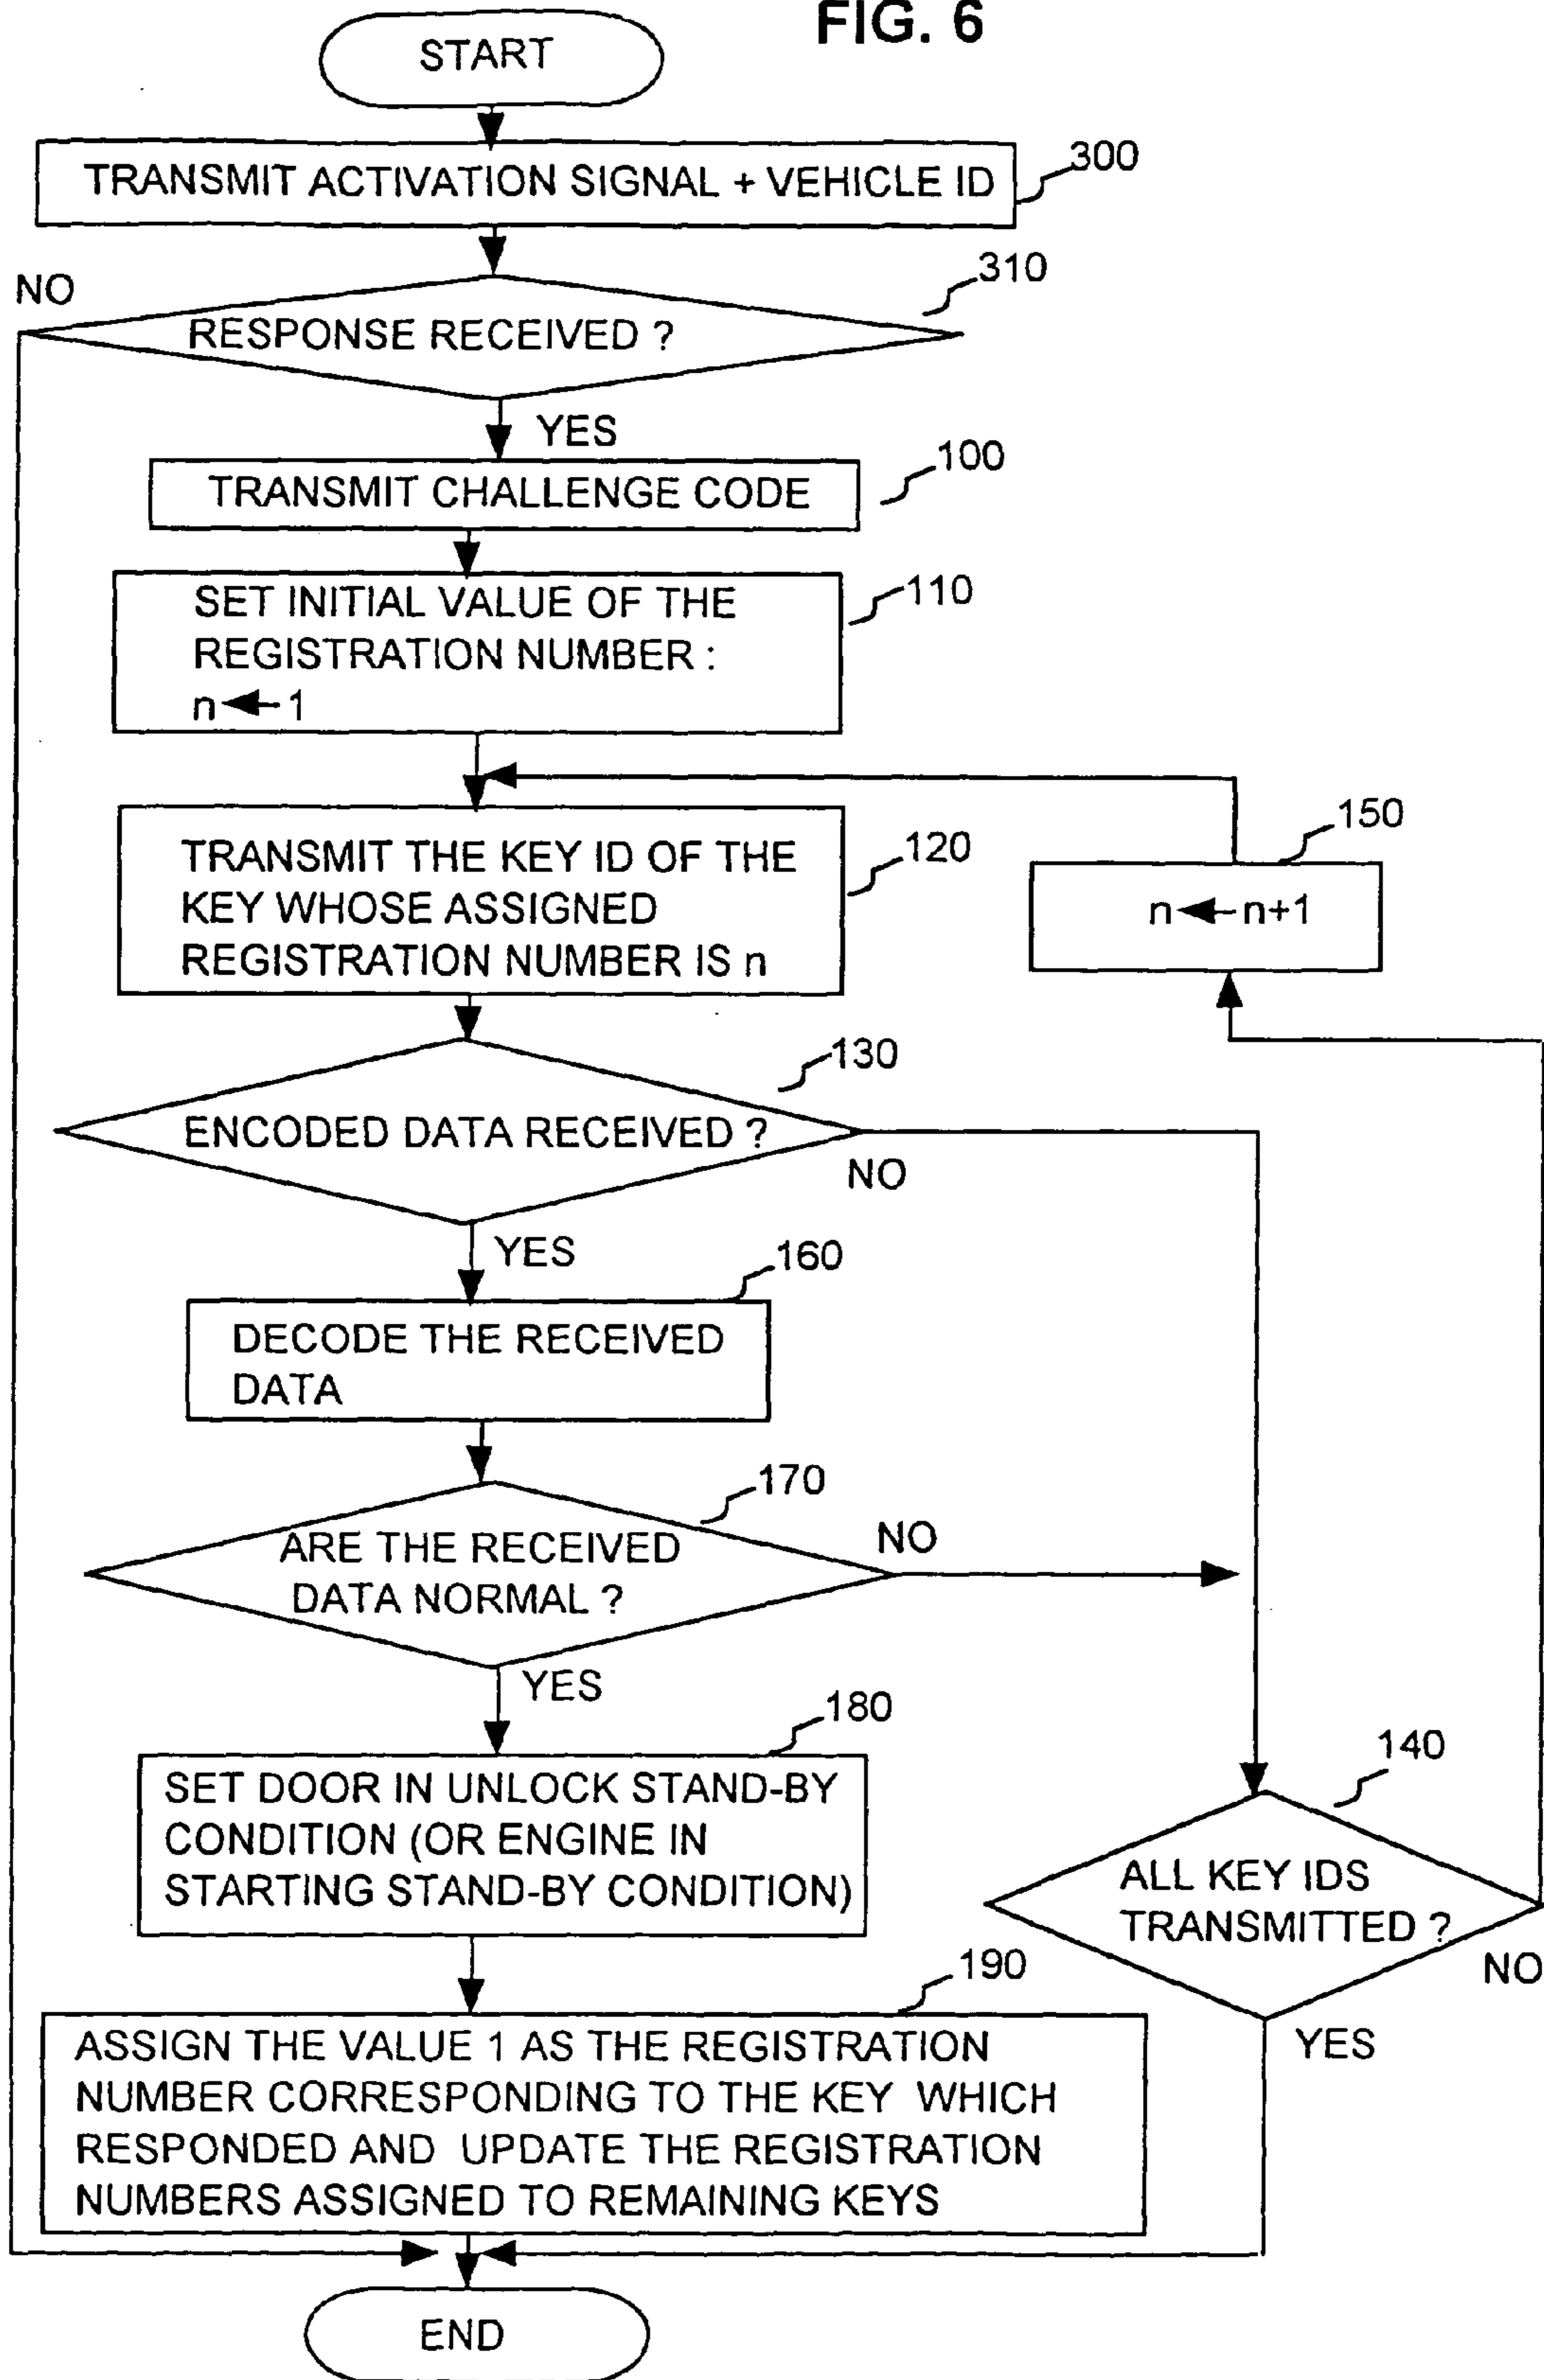 FIG. 6
START
TRANSMIT ACTIVATION SIGNAL + VEHICLE ID
300
310
NO
RESPONSE RECEIVED ?
YES
100
TRANSMIT CHALLENGE CODE
110
SET INITIAL VALUE OF THE
REGISTRATION NUMBER :
n ← 1
120
TRANSMIT THE KEY ID OF THE
KEY WHOSE ASSIGNED
REGISTRATION NUMBER IS n
150
n ← n+1
130
ENCODED DATA RECEIVED ?
NO
YES
160
DECODE THE RECEIVED
DATA
170
ARE THE RECEIVED
DATA NORMAL ?
NO
YES
180
SET DOOR IN UNLOCK STAND-BY
CONDITION (OR ENGINE IN
STARTING STAND-BY CONDITION)
140
ALL KEY IDS
TRANSMITTED ?
NO
YES
190
ASSIGN THE VALUE 1 AS THE REGISTRATION
NUMBER CORRESPONDING TO THE KEY WHICH
RESPONDED AND UPDATE THE REGISTRATION
NUMBERS ASSIGNED TO REMAINING KEYS
END